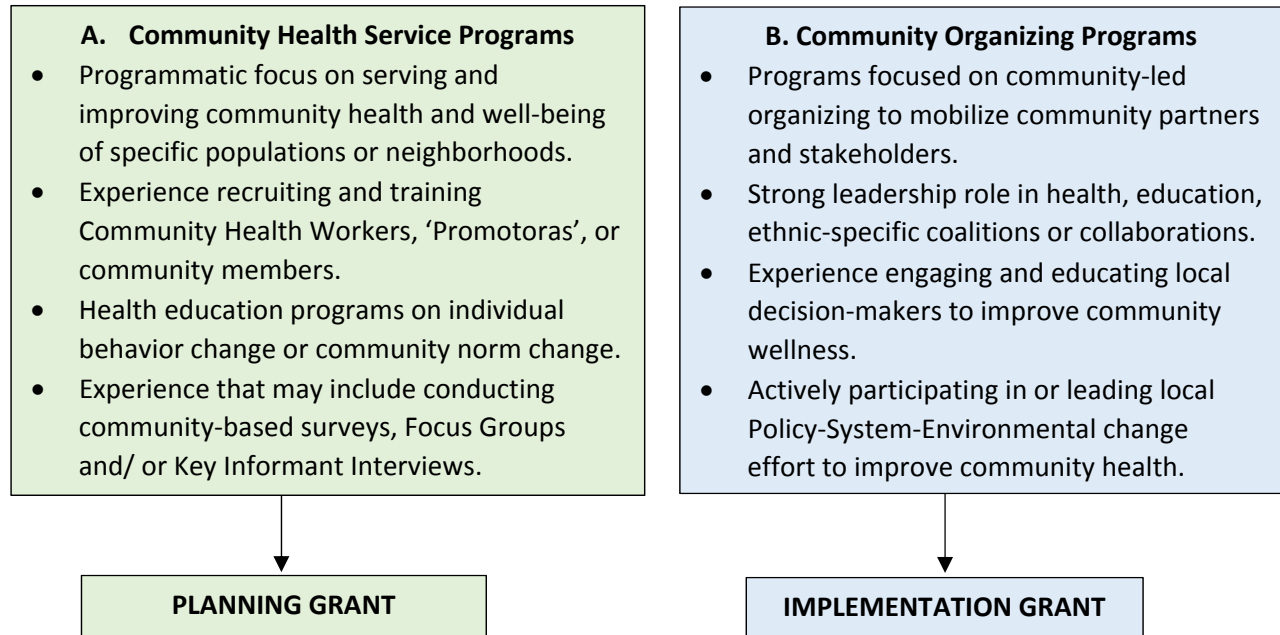 A. Community Health Service Programs
• Programmatic focus on serving and
improving community health and well-being
of specific populations or neighborhoods.
• Experience recruiting and training
Community Health Workers, ‘Promotoras’, or
community members.
• Health education programs on individual
behavior change or community norm change.
• Experience that may include conducting
community-based surveys, Focus Groups
and/ or Key Informant Interviews.
PLANNING GRANT
B. Community Organizing Programs
• Programs focused on community-led
organizing to mobilize community partners
and stakeholders.
• Strong leadership role in health, education,
ethnic-specific coalitions or collaborations.
• Experience engaging and educating local
decision-makers to improve community
wellness.
• Actively participating in or leading local
Policy-System-Environmental change
effort to improve community health.
IMPLEMENTATION GRANT